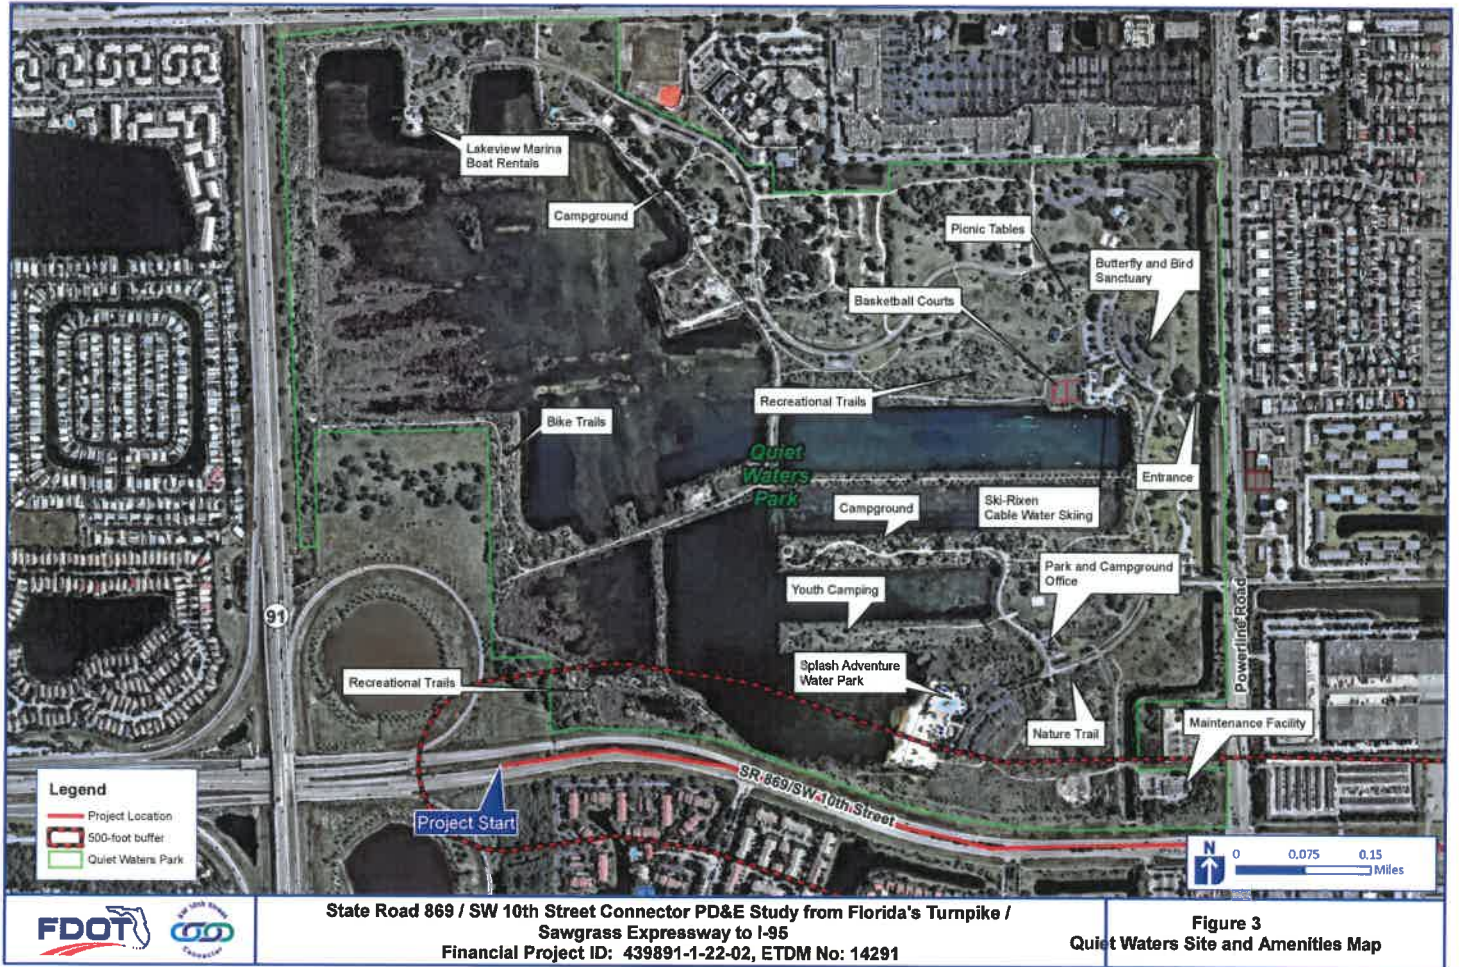 Lakeview Marina
Boat Rentals
Campground
Picnic Tables
Butterfly and Bird
Sanctuary
Basketball Courts
Recreational Trails
Bike Trails
Quiet
Waters
Park
Entrance
Campground
Ski-Rixen
Cable Water Skiing
Park and Campground
Office
Youth Camping
91
Powerline Road
Splash Adventure
Water Park
Recreational Trails
Nature Trail
Maintenance Facility
SR 869/SW 10th Street
Project Start
Legend
Project Location
500-foot buffer
Quiet Waters Park
N
0 0.075 0.15
Miles
FDOT
SW 10th Street
Connector
State Road 869 / SW 10th Street Connector PD&E Study from Florida's Turnpike /
Sawgrass Expressway to I-95
Financial Project ID: 439891-1-22-02, ETDM No: 14291
Figure 3
Quiet Waters Site and Amenities Map